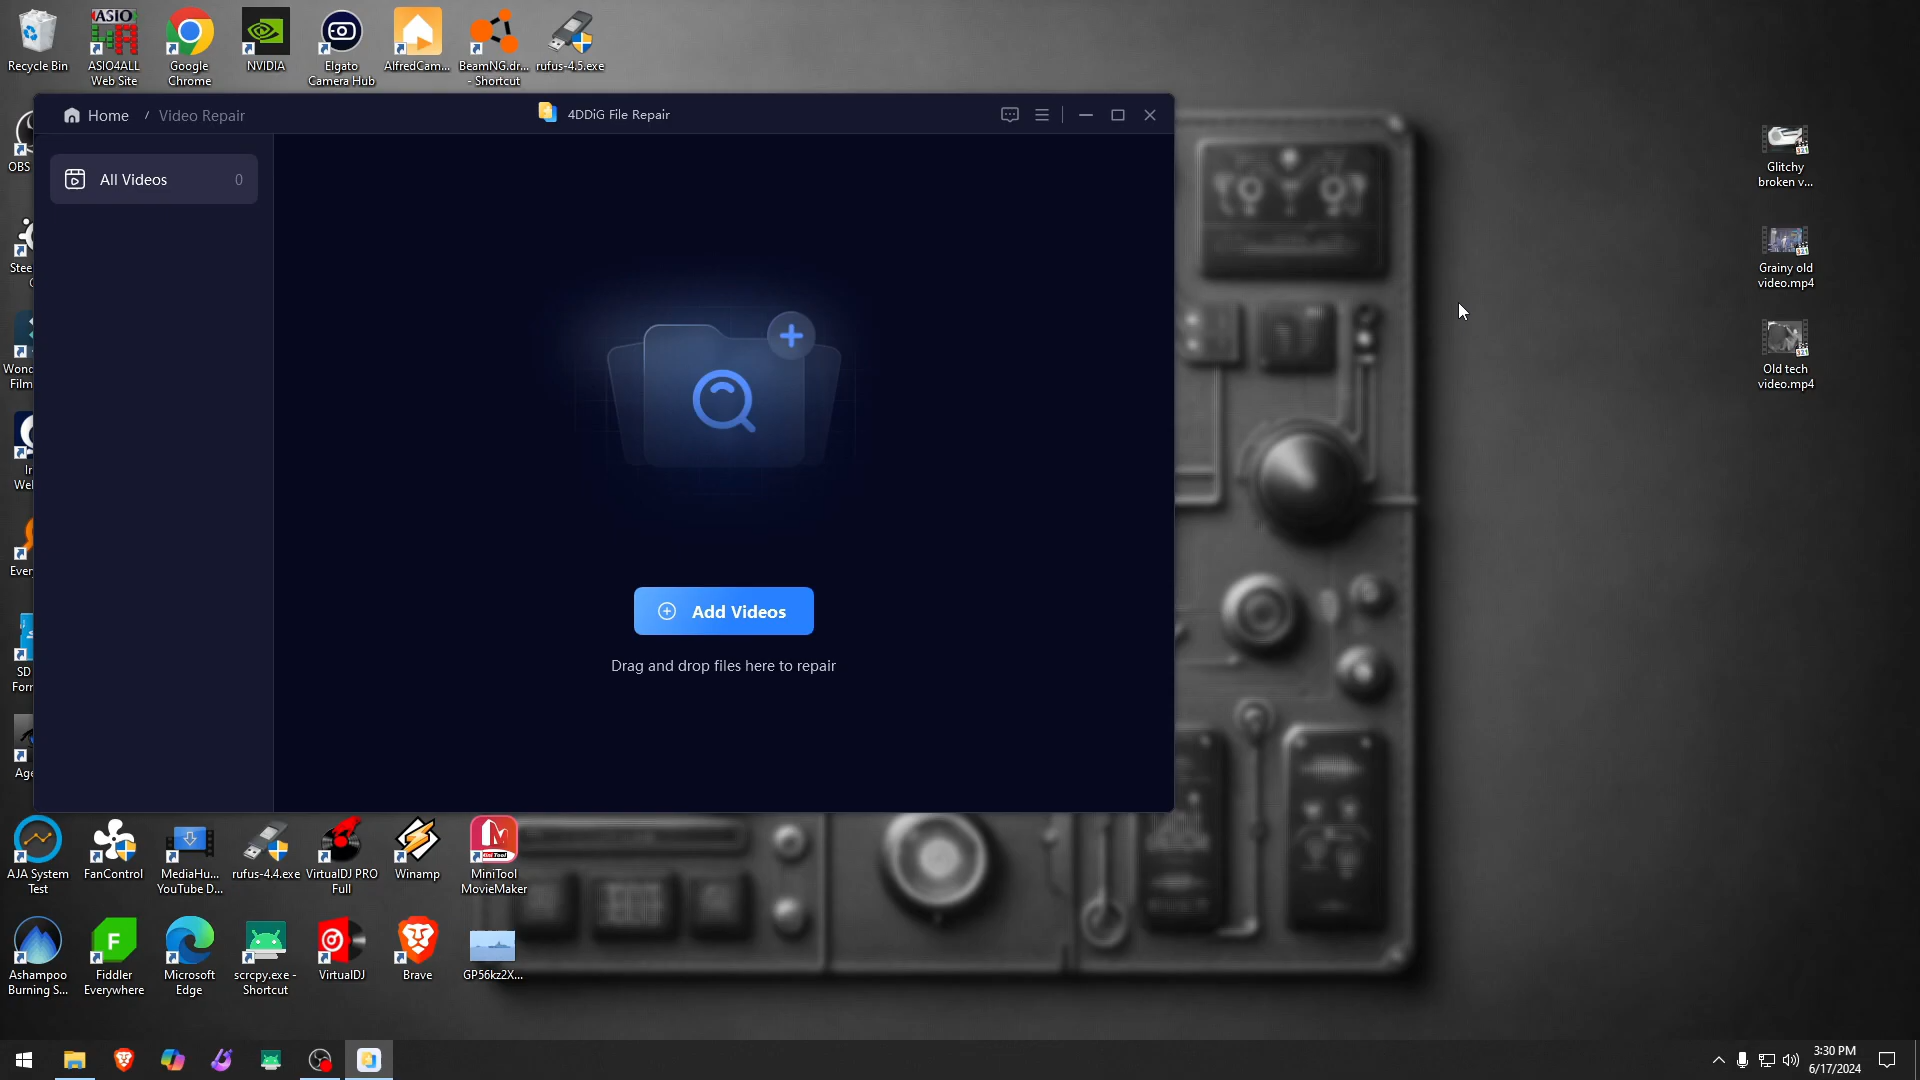 Recycle Bin
ASIO4ALL
Web Site
Google
Chrome
NVIDIA
Elgato
Camera Hub
AlfredCam...
BeamNG.dr...
- Shortcut
rufus-4.5.exe
Home / Video Repair
4DDiG File Repair
OBS
All Videos 0
Glitchy
broken v...
Stee
Grainy old
video.mp4
Wond
Film
Old tech
video.mp4
Wel
Ever
Add Videos
Drag and drop files here to repair
SD
Forr
Age
AJA System
Test
FanControl
MediaHu...
YouTube D...
rufus-4.4.exe
VirtualDJ PRO
Full
Winamp
MiniTool
MovieMaker
Ashampoo
Burning S...
Fiddler
Everywhere
Microsoft
Edge
scrcpy.exe -
Shortcut
VirtualDJ
Brave
GP56kz2X...
3:30 PM
6/17/2024